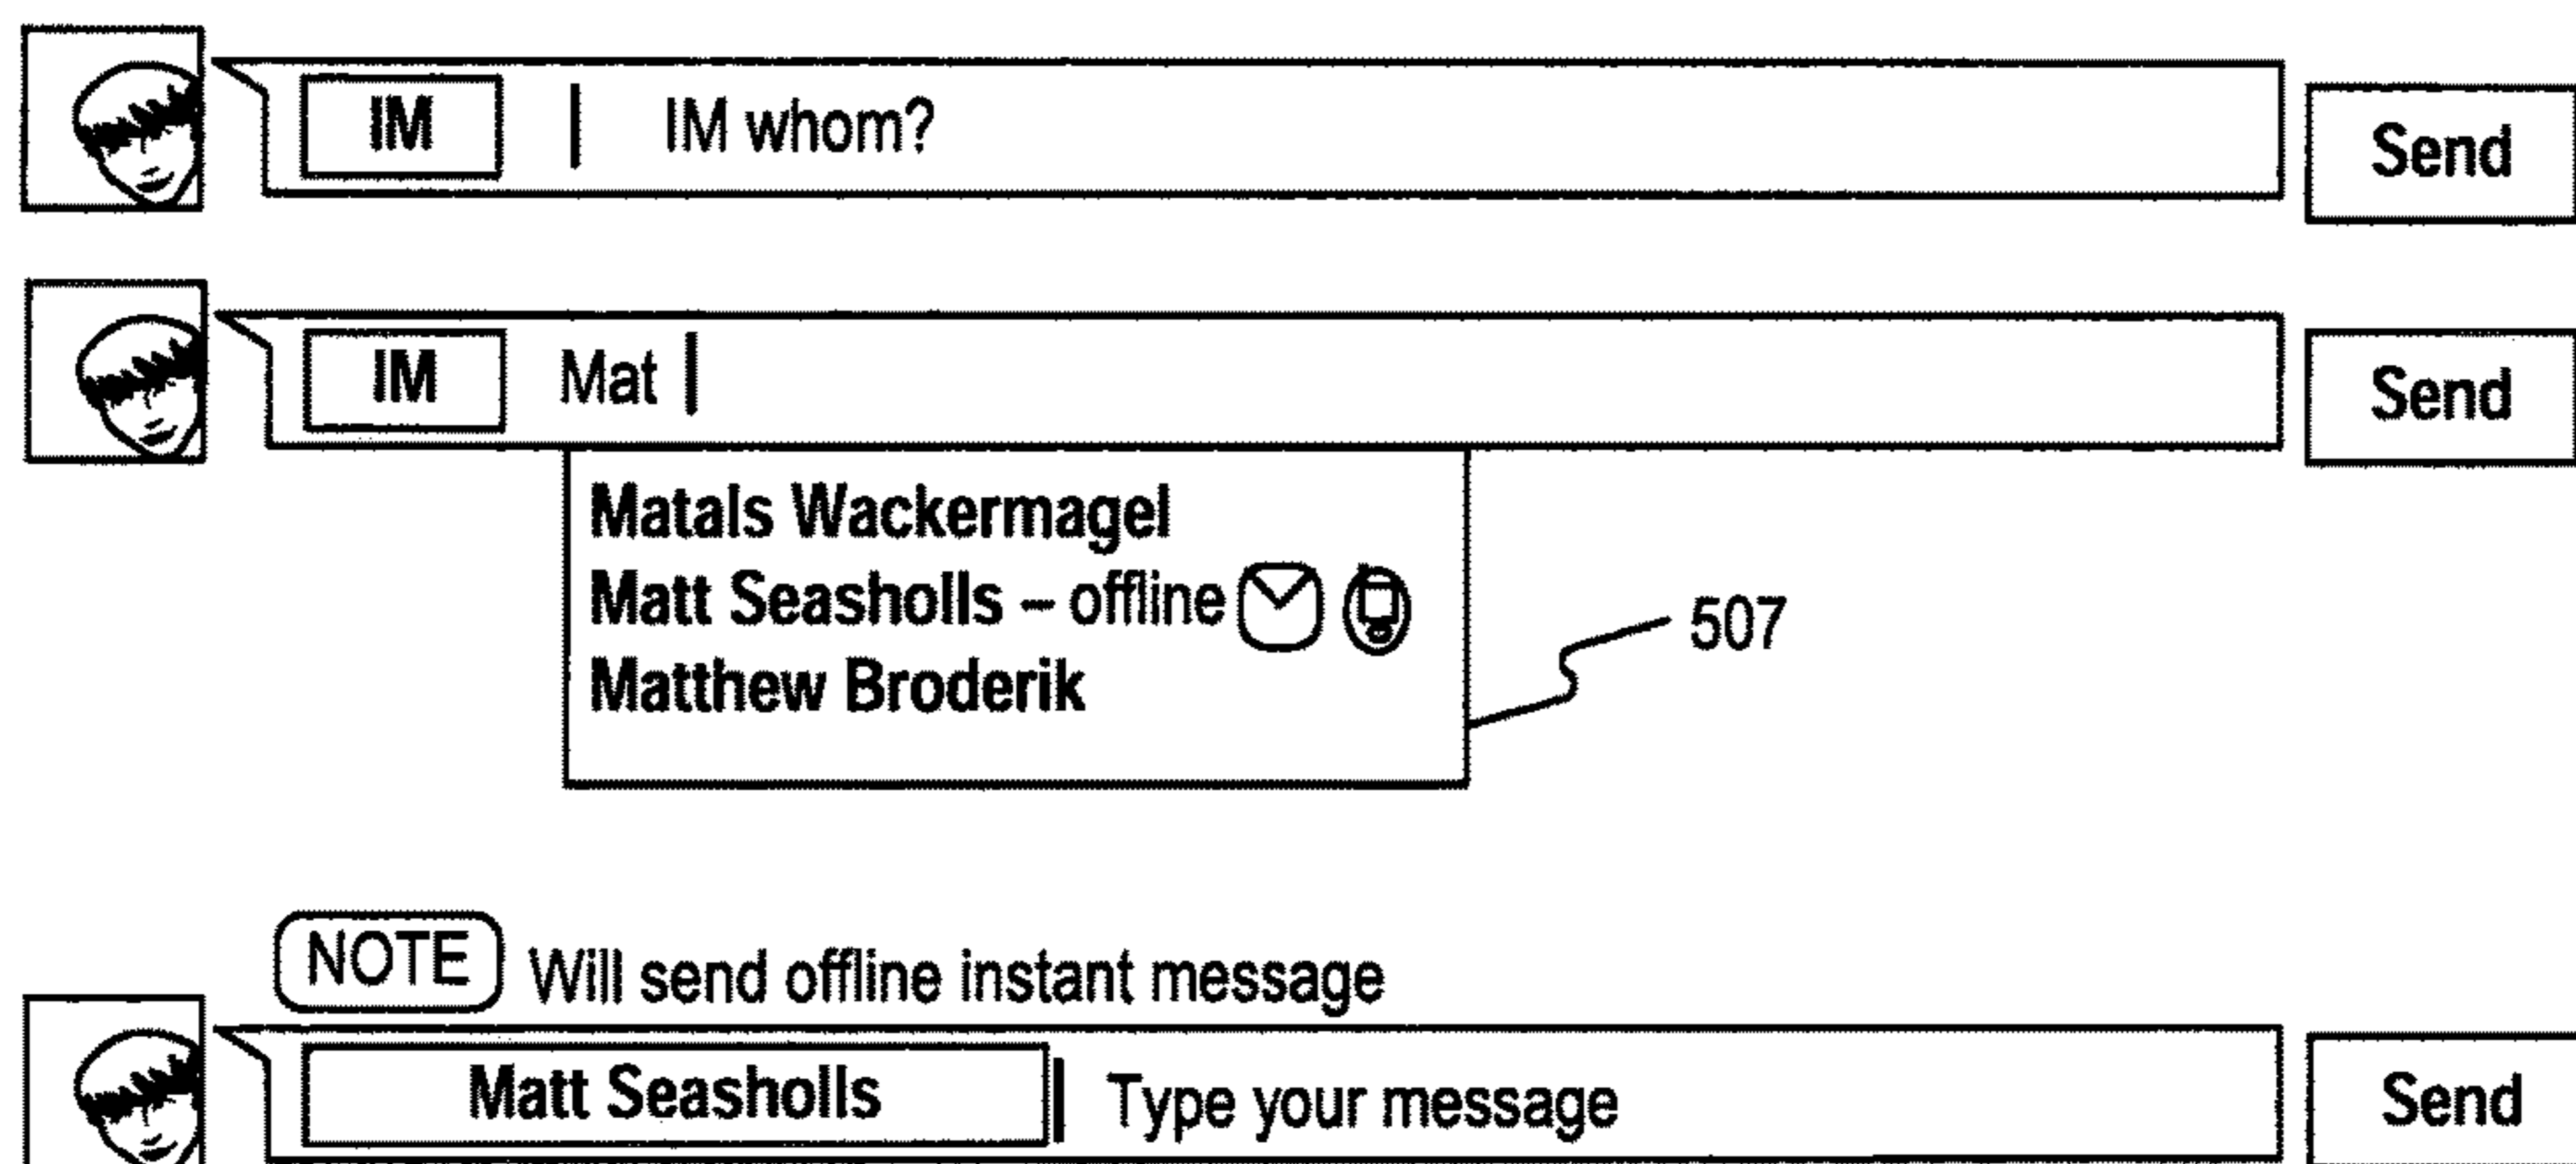 IM | IM whom? Send
IM Mat | Send
Matals Wackermagel
Matt Seasholls – offline
Matthew Broderik
507
NOTE Will send offline instant message
Matt Seasholls | Type your message Send